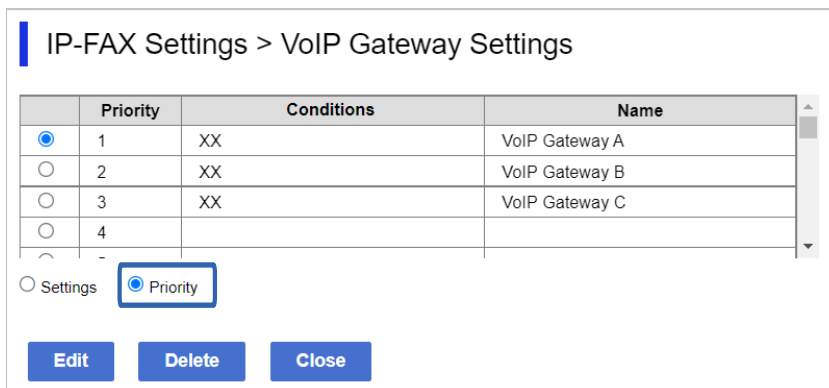 IP-FAX Settings > VoIP Gateway Settings
Priority Conditions Name
1 XX VoIP Gateway A
2 XX VoIP Gateway B
3 XX VoIP Gateway C
4
Settings Priority
Edit Delete Close